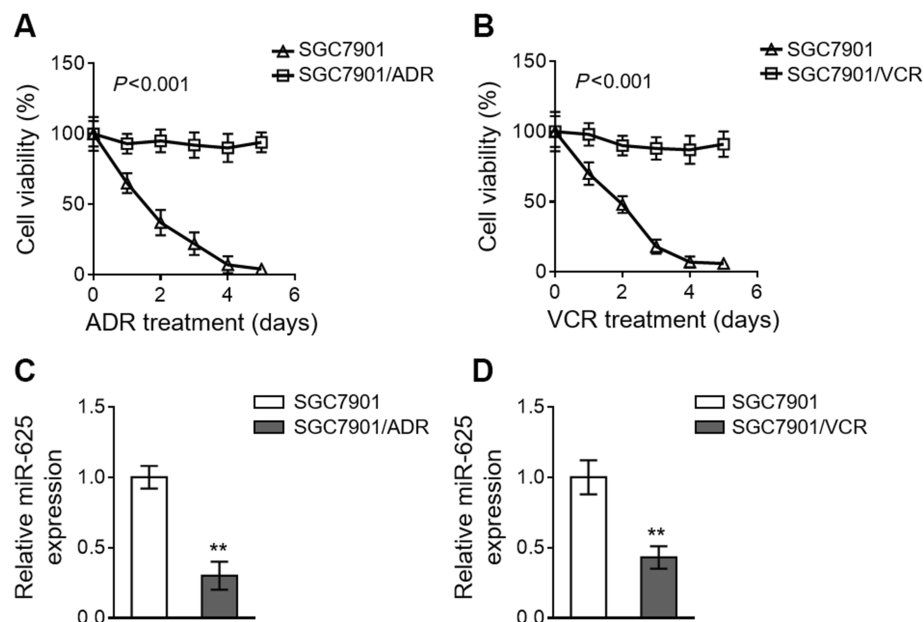 A
SGC7901
SGC7901/ADR
P<0.001
Cell viability (%)
150
100
50
0
0 2 4 6
ADR treatment (days)
B
SGC7901
SGC7901/VCR
P<0.001
Cell viability (%)
150
100
50
0
0 2 4 6
VCR treatment (days)
C
SGC7901
SGC7901/ADR
Relative miR-625
expression
1.5
1.0
0.5
0.0
**
D
SGC7901
SGC7901/VCR
Relative miR-625
expression
1.5
1.0
0.5
0.0
**